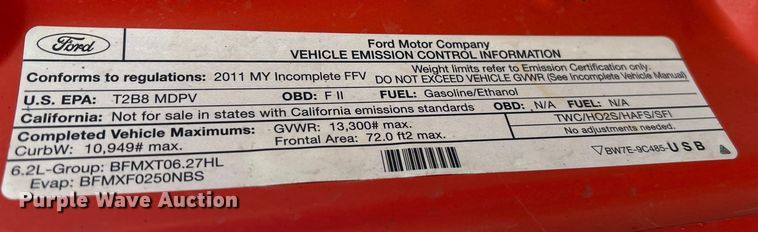 Ford
Ford Motor Company
VEHICLE EMISSION CONTROL INFORMATION
Conforms to regulations: 2011 MY Incomplete FFV
Weight limits refer to Emission Certification only.
DO NOT EXCEED VEHICLE GVWR (See Incomplete Vehicle Manual)
U.S. EPA: T2B8 MDPV OBD: F II FUEL: Gasoline/Ethanol
California: Not for sale in states with California emissions standards OBD: N/A FUEL: N/A
Completed Vehicle Maximums: GVWR: 13,300# max. TWC/HO2S/HAFS/SFI
CurbW: 10,949# max. Frontal Area: 72.0 ft2 max. No adjustments needed.
6.2L-Group: BFMXT06.27HL
Evap: BFMXF0250NBS
BW7E-9C485-USB
Purple Wave Auction